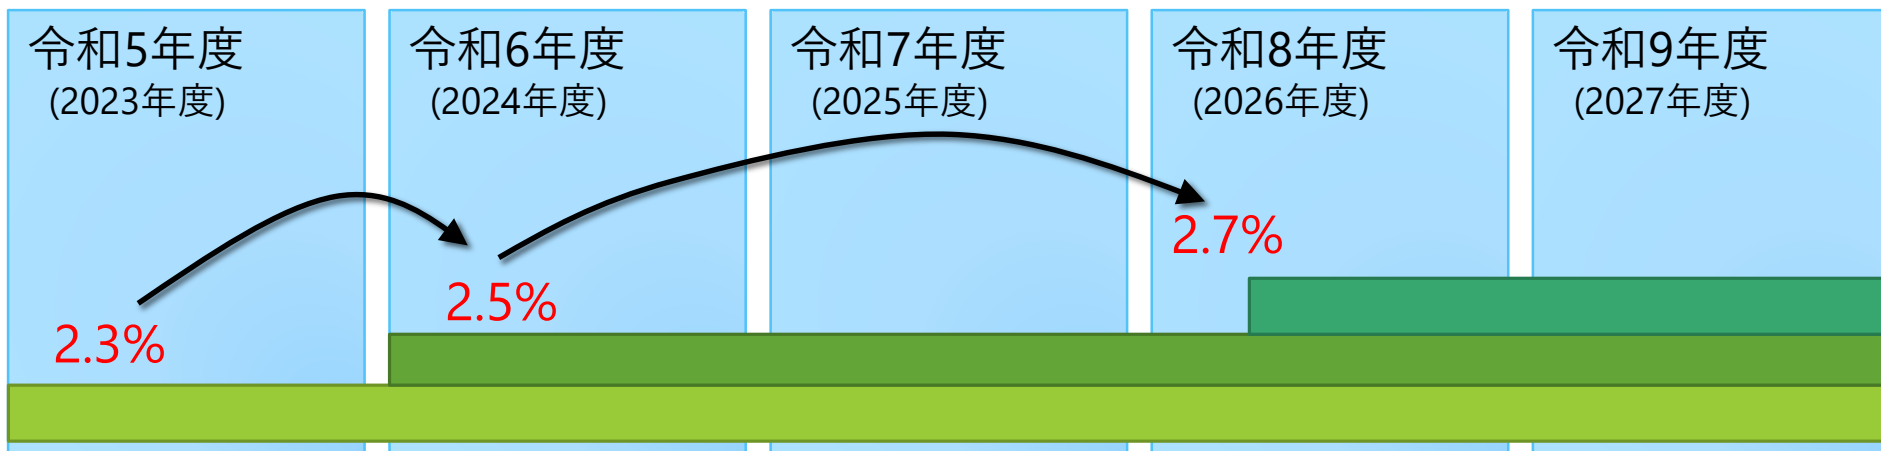 令和5年度
(2023年度)
令和6年度
(2024年度)
令和7年度
(2025年度)
令和8年度
(2026年度)
令和9年度
(2027年度)
2.3%
2.5%
2.7%